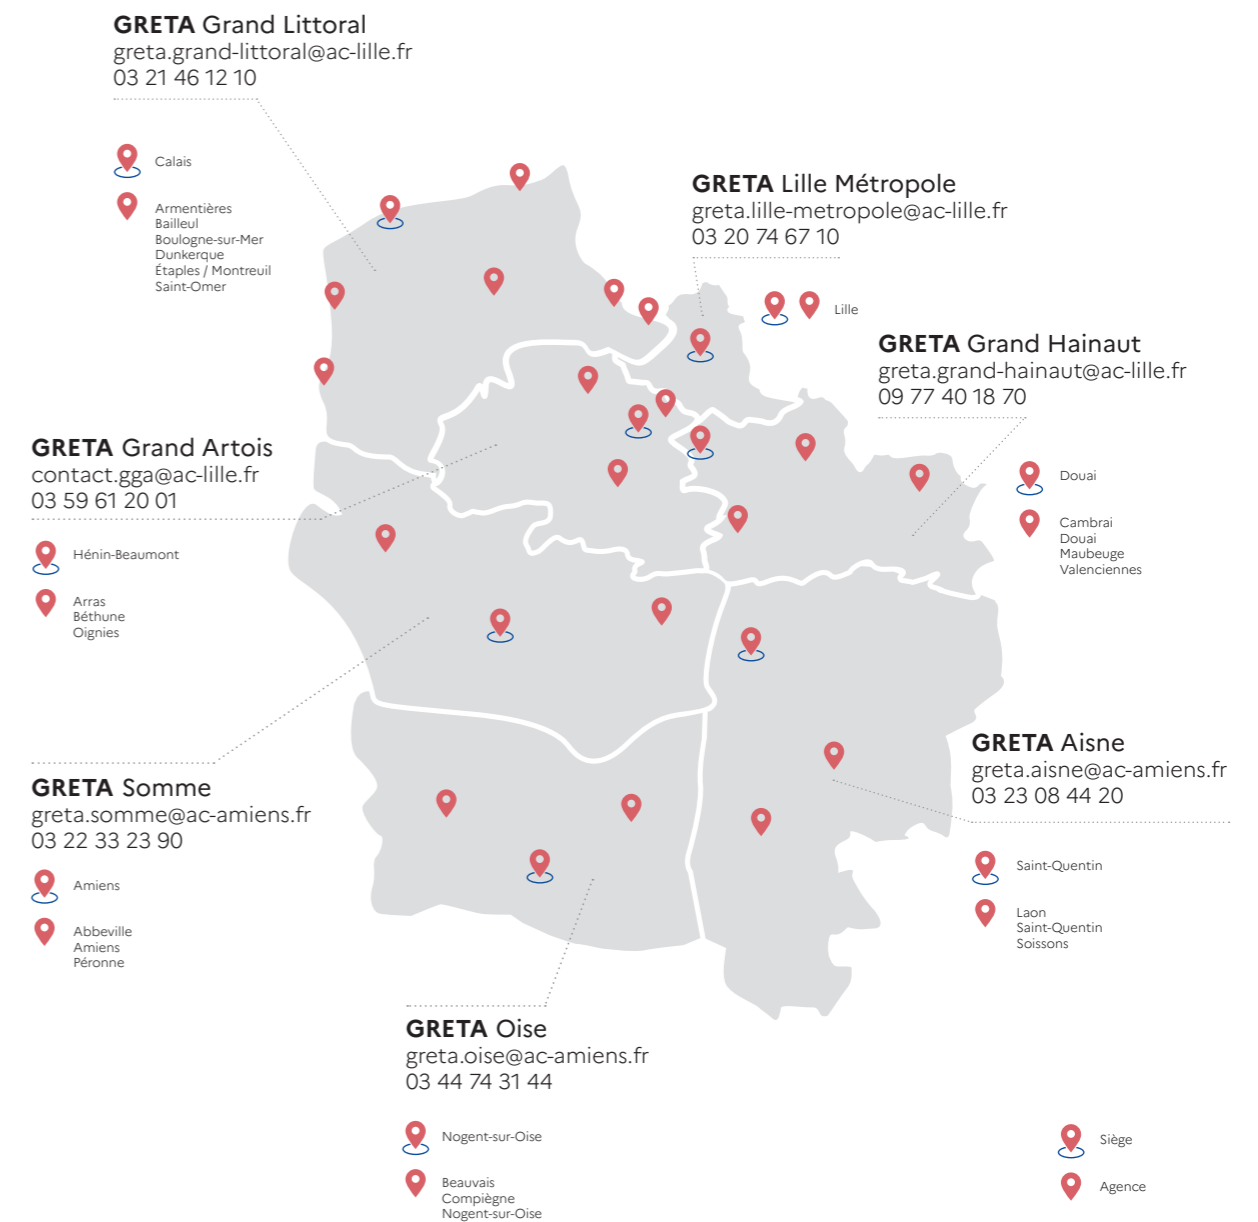 GRETA Grand Littoral
greta.grand-littoral@ac-lille.fr
03 21 46 12 10
Calais
Armentières
Bailleul
Boulogne-sur-Mer
Dunkerque
Étaples / Montreuil
Saint-Omer
GRETA Lille Métropole
greta.lille-metropole@ac-lille.fr
03 20 74 67 10
Lille
GRETA Grand Hainaut
greta.grand-hainaut@ac-lille.fr
09 77 40 18 70
Douai
Cambrai
Douai
Maubeuge
Valenciennes
GRETA Grand Artois
contact.gga@ac-lille.fr
03 59 61 20 01
Hénin-Beaumont
Arras
Béthune
Oignies
GRETA Somme
greta.somme@ac-amiens.fr
03 22 33 23 90
Amiens
Abbeville
Amiens
Péronne
GRETA Aisne
greta.aisne@ac-amiens.fr
03 23 08 44 20
Saint-Quentin
Laon
Saint-Quentin
Soissons
GRETA Oise
greta.oise@ac-amiens.fr
03 44 74 31 44
Nogent-sur-Oise
Beauvais
Compiègne
Nogent-sur-Oise
Siège
Agence